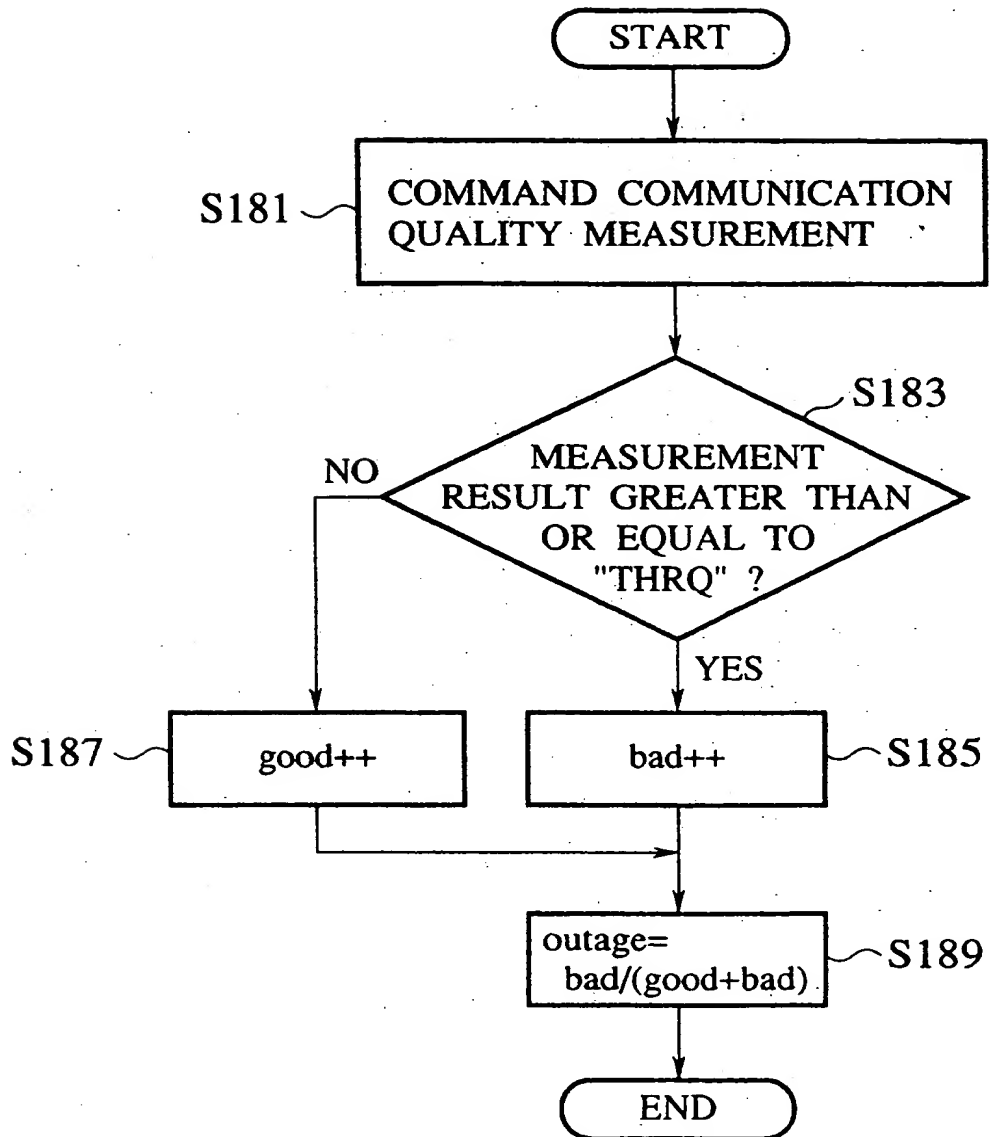 START
S181
COMMAND COMMUNICATION
QUALITY MEASUREMENT
S183
MEASUREMENT
RESULT GREATER THAN
OR EQUAL TO
"THRQ" ?
NO
YES
S187
good++
bad++
S185
outage=
bad/(good+bad)
S189
END